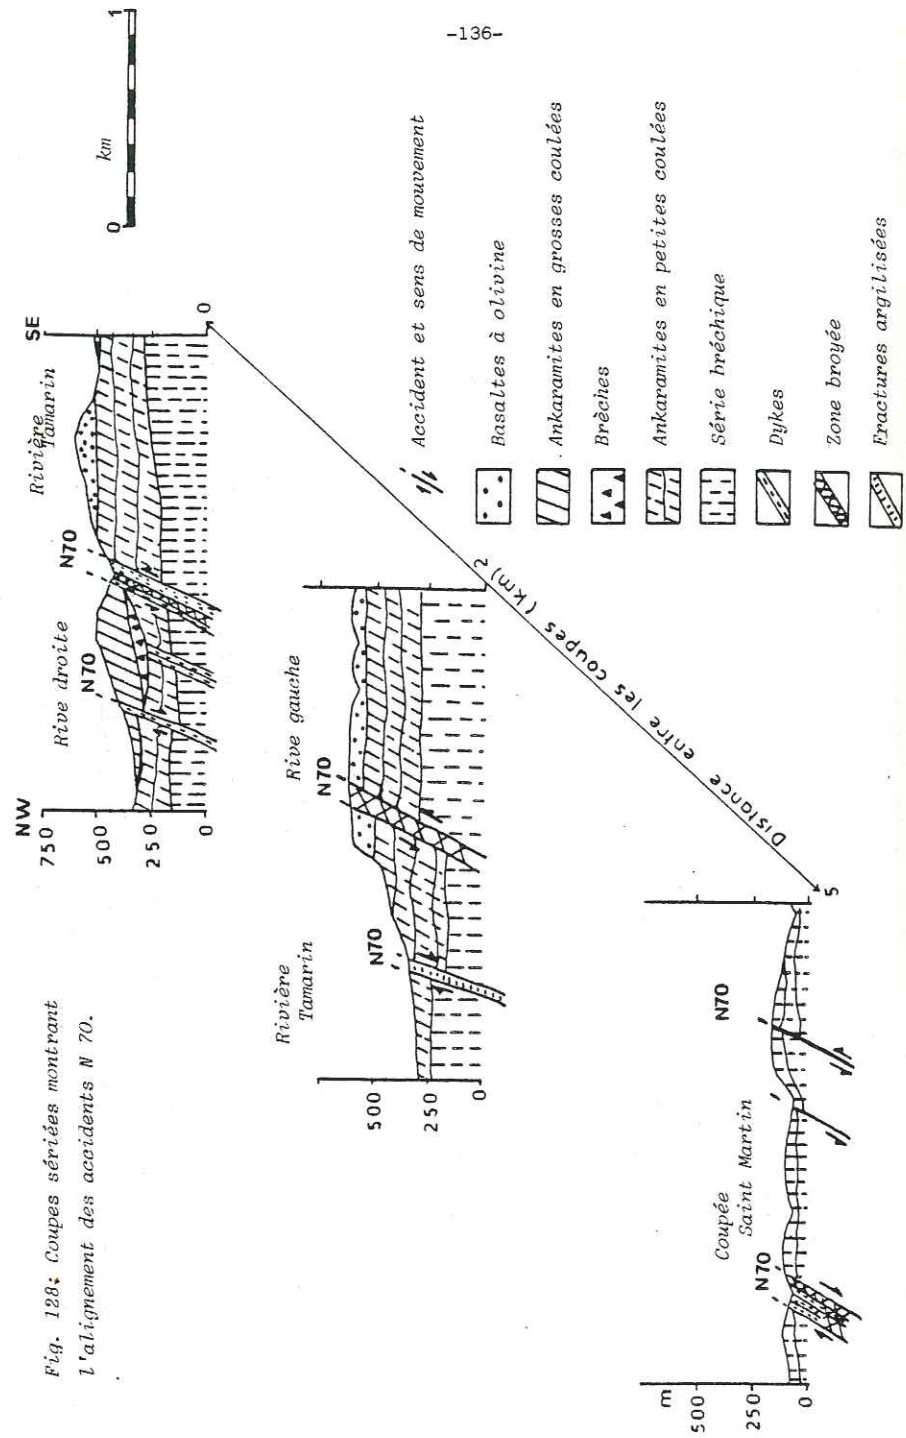 -136-
Fig. 128: Coupes sériées montrant
l'alignement des accidents N 70.
0
1
km
NW
SE
750
500
250
0
Rive droite
Rivière
Tamarin
N70
N70
0
500
250
0
Rivière
Tamarin
Rive gauche
N70
N70
2
Distance entre les coupes (km)
5
m
500
250
0
Coupée
Saint Martin
N70
N70
Accident et sens de mouvement
Basaltes à olivine
Ankaramites en grosses coulées
Brèches
Ankaramites en petites coulées
Série bréchique
Dykes
Zone broyée
Fractures argilisées